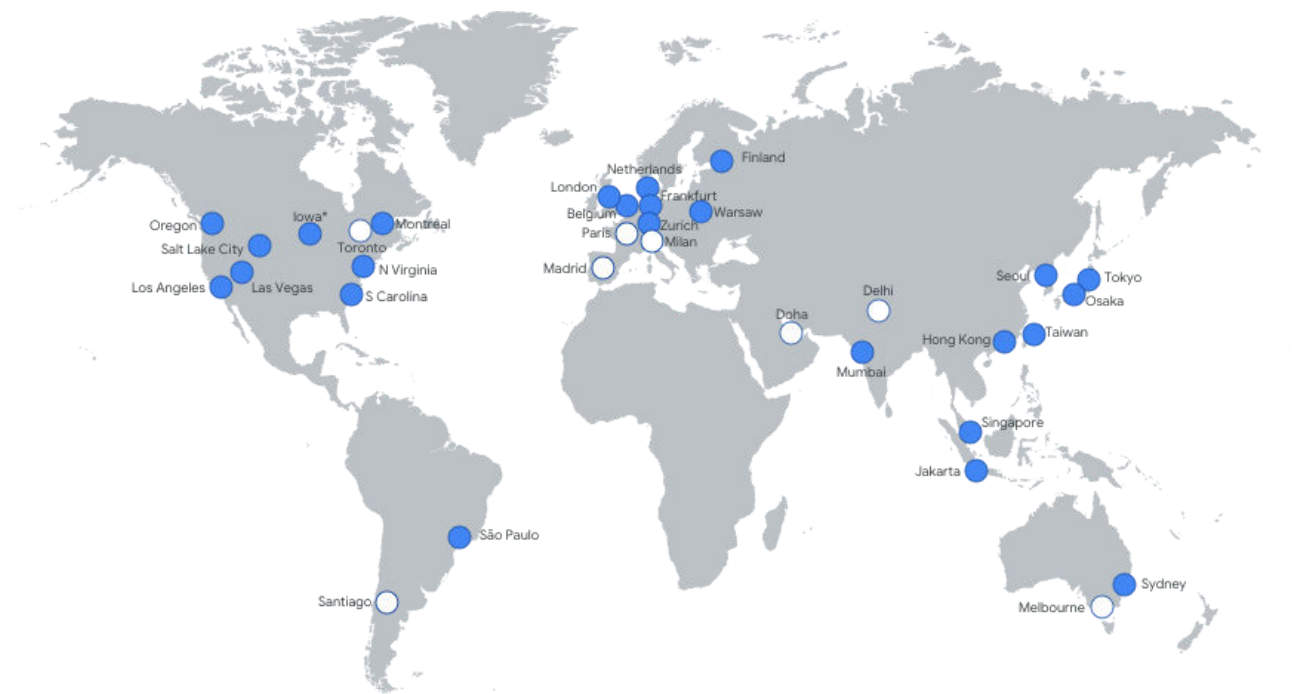 Oregon
Salt Lake City
Los Angeles
Las Vegas
Iowa*
Toronto
Montréal
N Virginia
S Carolina
São Paulo
Santiago
Finland
Netherlands
London
Frankfurt
Belgium
Warsaw
Zurich
Paris
Milan
Madrid
Doha
Delhi
Mumbai
Seoul
Tokyo
Osaka
Taiwan
Hong Kong
Singapore
Jakarta
Sydney
Melbourne